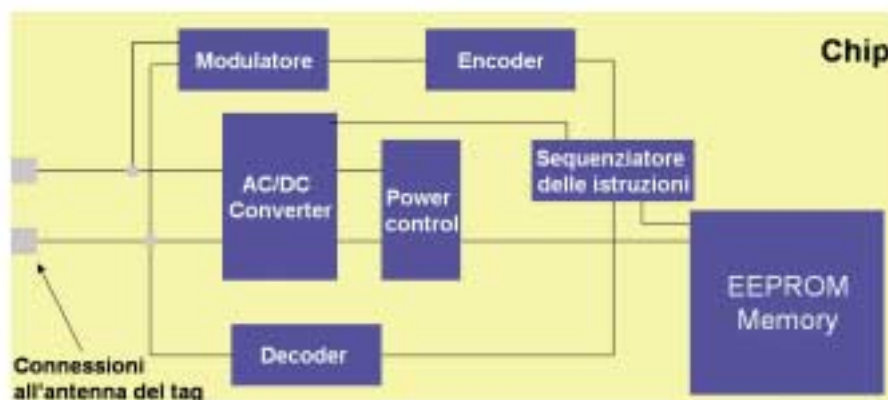 Chip
Modulatore
Encoder
AC/DC
Converter
Power
control
Sequenziatore
delle istruzioni
EEPROM
Memory
Decoder
Connessioni
all'antenna del tag